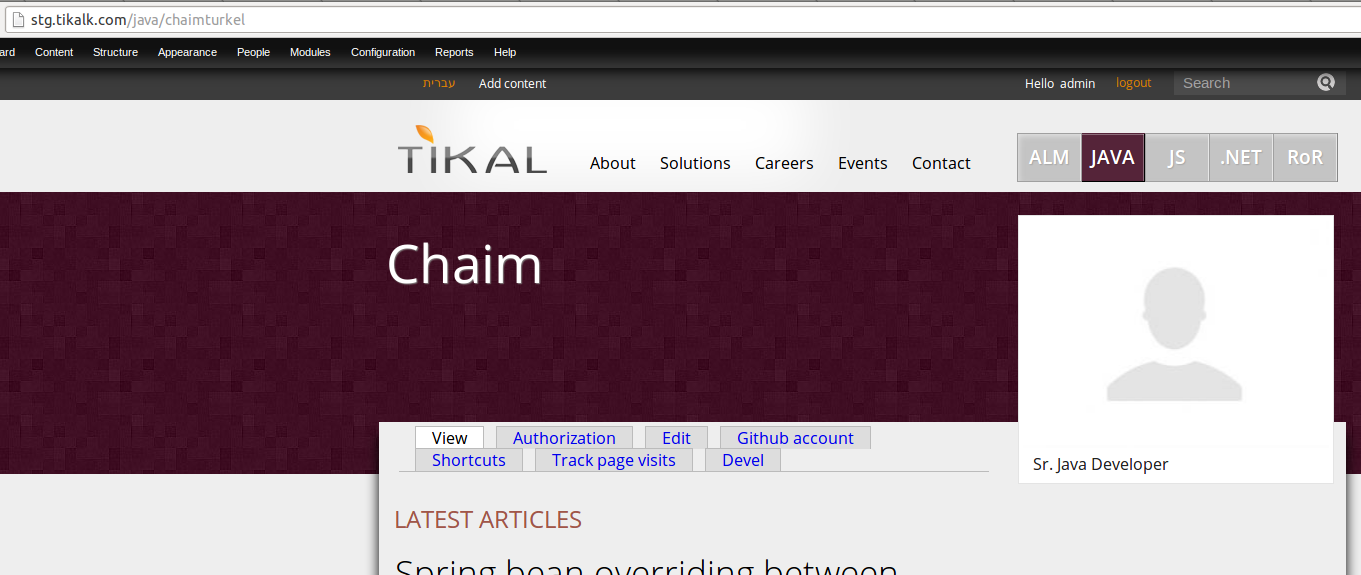 stg.tikalk.com/java/chaimturkel
ard Content Structure Appearance People Modules Configuration Reports Help
עברית Add content Hello admin logout Search
TIKAL About Solutions Careers Events Contact ALM JAVA JS .NET RoR
Chaim
View Authorization Edit Github account
Shortcuts Track page visits Devel
Sr. Java Developer
LATEST ARTICLES
Spring bean overriding between